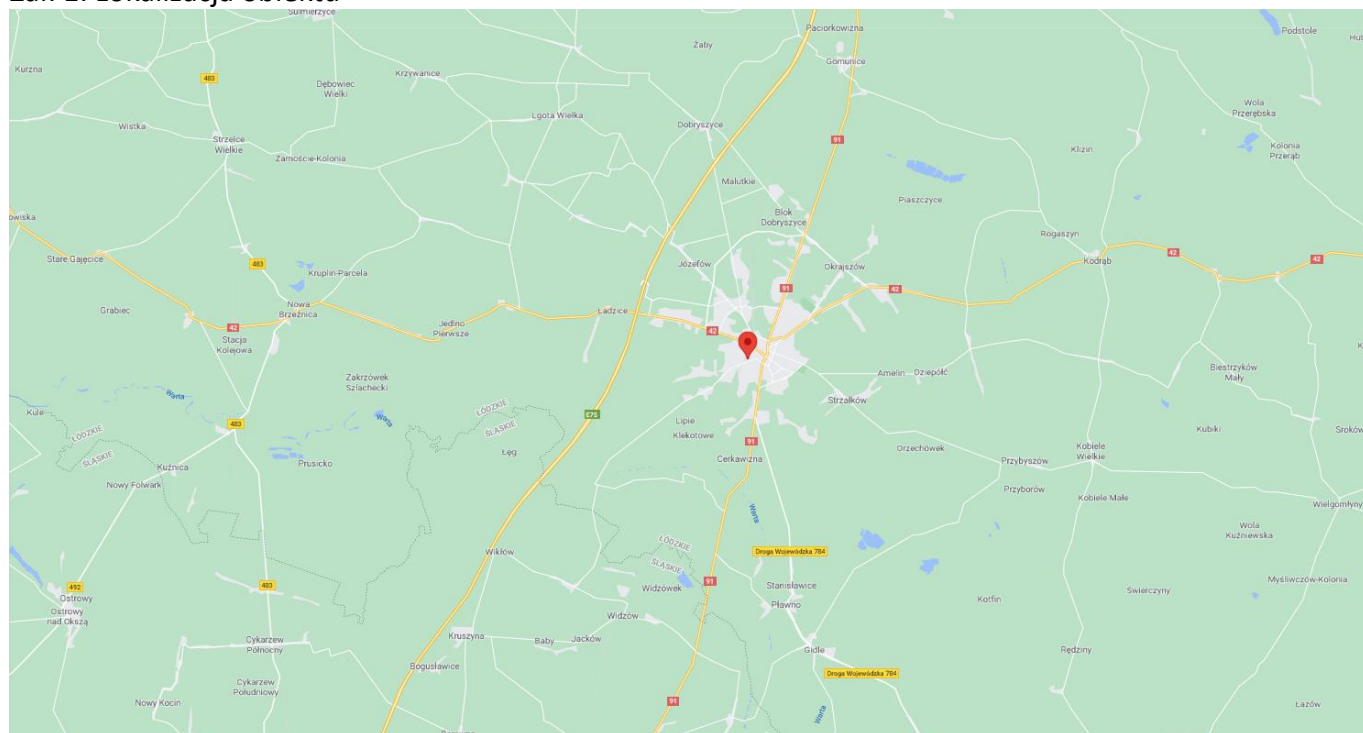 Sulmierzyce
Paciorkowizna
Podstole
Żaby
Gomunice
Kurzna
483
Krzywanice
Dębowiec
Wielki
Wola
Przerębska
Lgota Wielka
Wistka
Dobryszyce
91
Strzelce
Wielkie
Kolonia
Przerąb
Klizin
Zamoście-Kolonia
Malutkie
Piaszczyce
Blok
Dobryszyce
Rogaszyn
Stare Gajęcice
483
Kruplin-Parcela
Józefów
Okrajszów
42
Kodrąb
42
91
42
Grabiec
Nowa
Brzeźnica
Ładzice
42
Jedlno
Pierwsze
42
Stacja
Kolejowa
Zakrzówek
Szlachecki
Amelin
Dziepółć
Biestrzyków
Mały
Warta
Strzałków
Kule
ŁÓDZKIE
ŚLĄSKIE
483
Warta
ŁÓDZKIE
ŚLĄSKIE
E75
Lipie
Klekotowe
91
Kubiki
Kuźnica
Prusicko
Łęg
Cerkawizna
Orzechówek
Przybyszów
Kobiele
Wielkie
Nowy Folwark
Przyborów
Kobiele Małe
Wielgomłyny
Warta
Wola
Kuźniewska
ŁÓDZKIE
ŚLĄSKIE
Wikłów
Droga Wojewódzka 784
492
Ostrowy
Ostrowy
nad Okszą
483
Widzówek
91
Stanisławice
Pławno
Kotfin
Świerczyny
Myśliwczów-Kolonia
Widzów
Cykarzew
Północny
Kruszyna
Baby
Jacków
Gidle
Rędziny
Bogusławice
Droga Wojewódzka 784
Cykarzew
Południowy
Nowy Kocin
91
Warta
Łazów